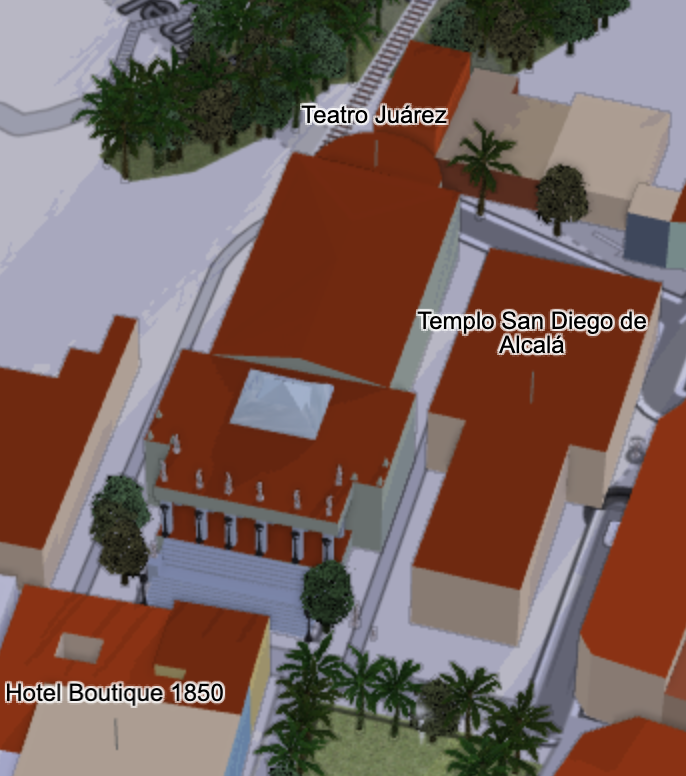 Teatro Juárez
Templo San Diego de
Alcalá
Hotel Boutique 1850